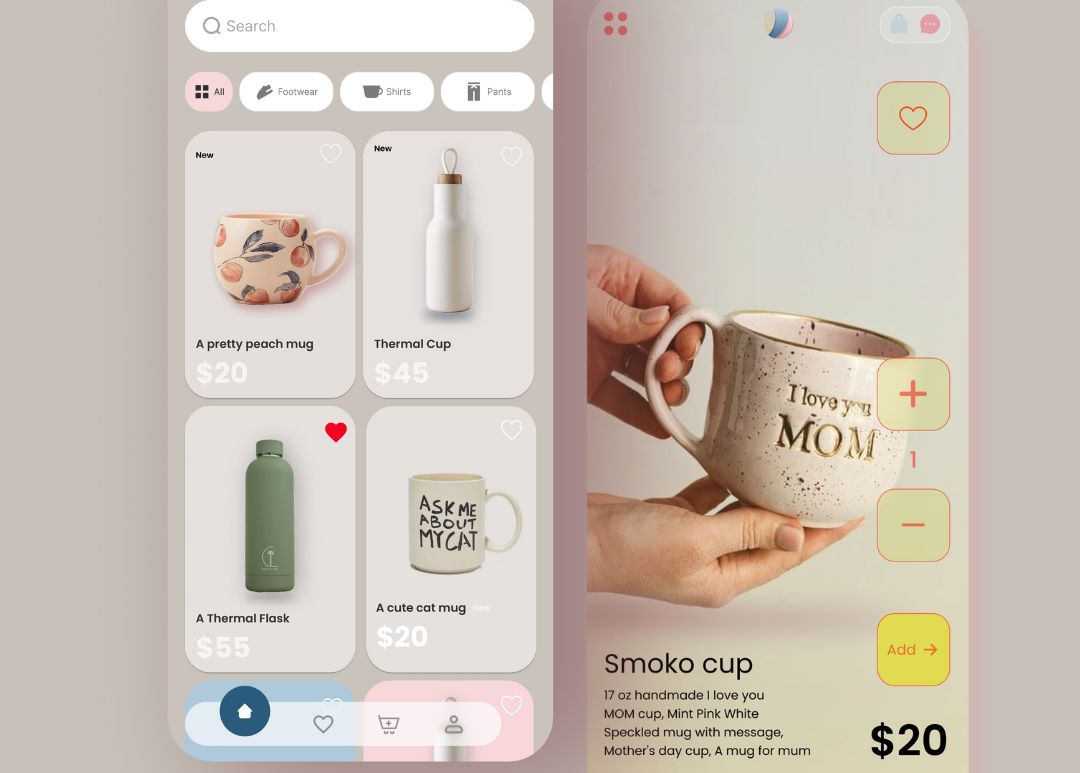 Search
All
Footwear
Shirts
Pants
New
A pretty peach mug
$20
New
Thermal Cup
$45
A Thermal Flask
$55
ASK ME
ABOUT
MY CAT
A cute cat mug New
$20
I love you
MOM
1
Add
Smoko cup
17 oz handmade I love you
MOM cup, Mint Pink White
Speckled mug with message,
Mother's day cup, A mug for mum
$20